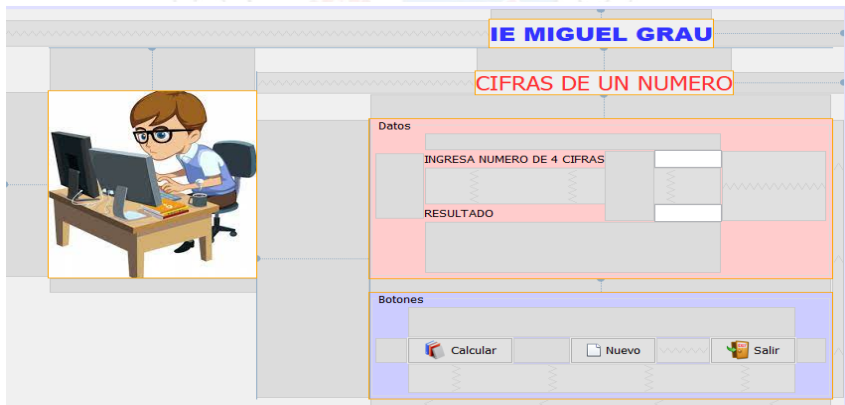 IE MIGUEL GRAU
CIFRAS DE UN NUMERO
Datos
INGRESA NUMERO DE 4 CIFRAS
RESULTADO
Botones
Calcular Nuevo Salir